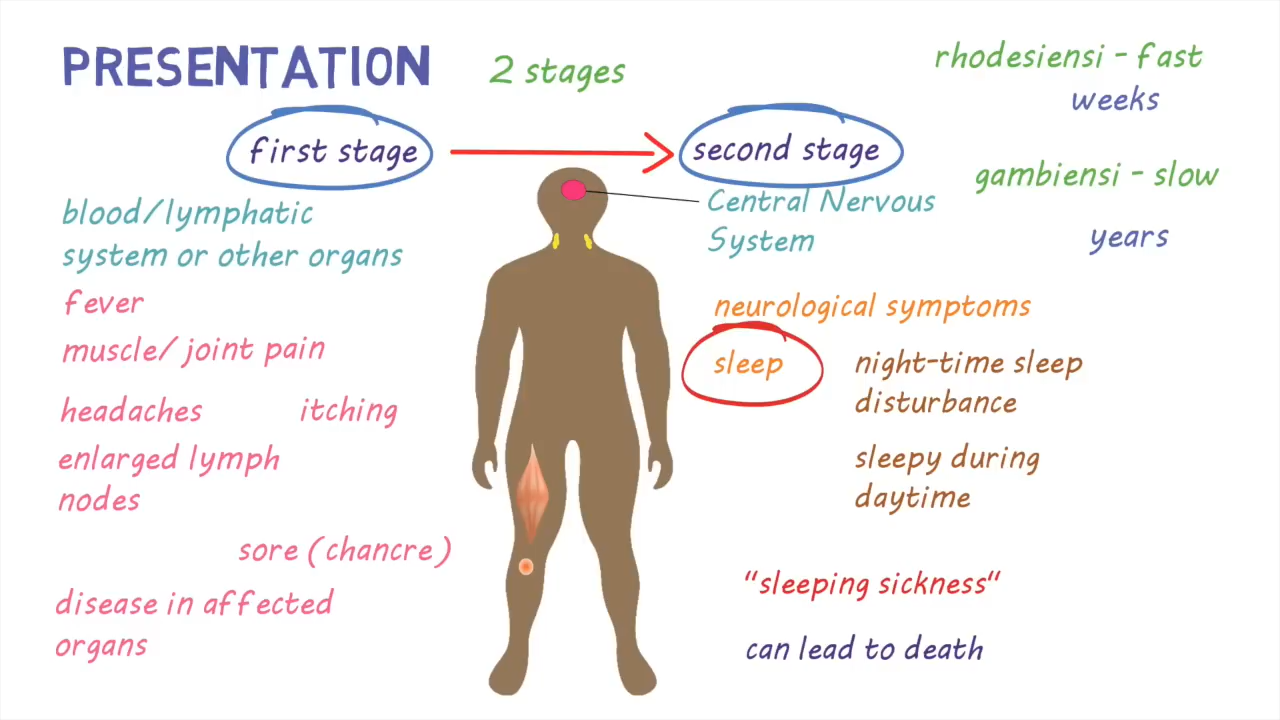 PRESENTATION
2 stages
first stage
blood/lymphatic
system or other organs
fever
muscle/ joint pain
headaches
itching
enlarged lymph
nodes
sore (chancre)
disease in affected
organs
second stage
Central Nervous
System
neurological symptoms
sleep
night-time sleep
disturbance
sleepy during
daytime
"sleeping sickness"
can lead to death
rhodesiensi - fast
weeks
gambiensi - slow
years